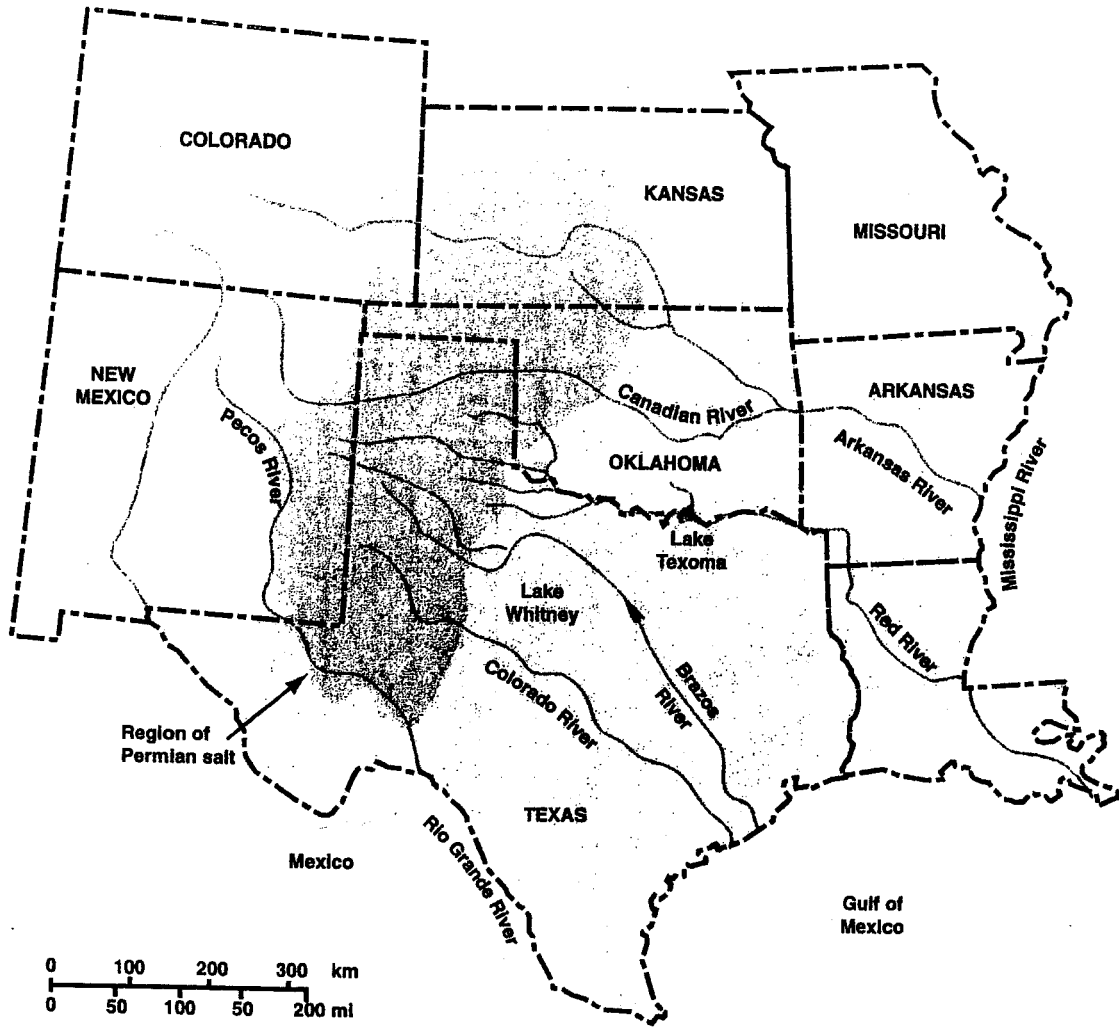 COLORADO
KANSAS
MISSOURI
NEW
MEXICO
Pecos River
Canadian River
ARKANSAS
Arkansas River
OKLAHOMA
Mississippi River
Lake
Texoma
Lake
Whitney
Red River
Brazos
River
Colorado River
Region of
Permian salt
TEXAS
Rio Grande River
Mexico
Gulf of
Mexico
0 100 200 300 km
0 50 100 50 200 mi